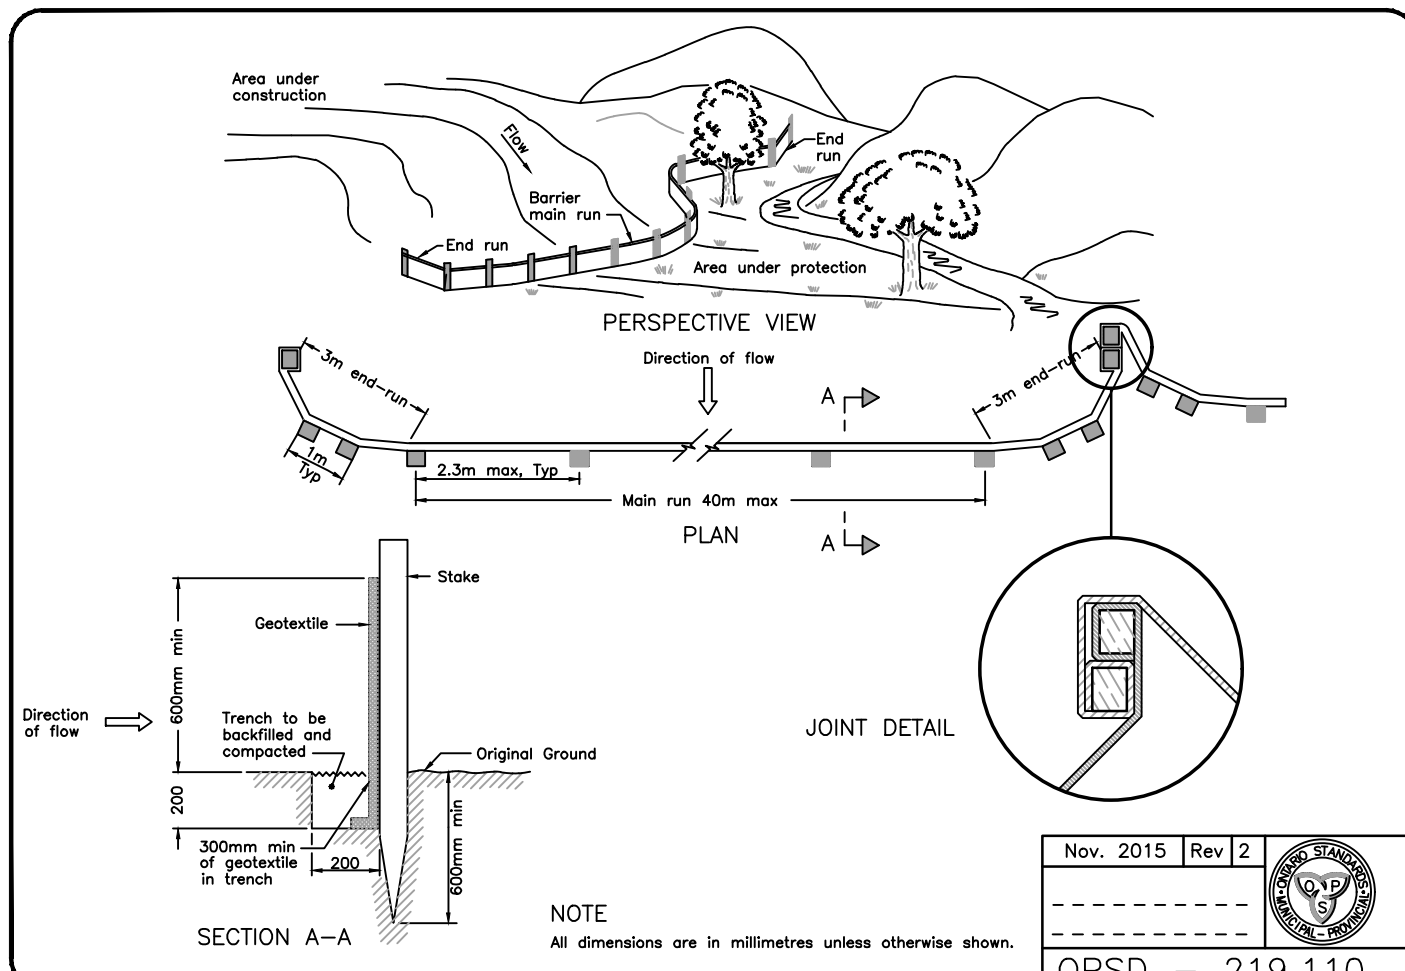 Area under
construction
Flow
End
run
Barrier
main run
End run
Area under protection
PERSPECTIVE VIEW
Direction of flow
3m end-run
3m end-run
A
1m
Typ
2.3m max, Typ
Main run 40m max
PLAN
A
Stake
Geotextile
600mm min
Direction
of flow
Trench to be
backfilled and
compacted
Original Ground
JOINT DETAIL
200
300mm min
of geotextile
in trench
200
600mm min
SECTION A-A
NOTE
All dimensions are in millimetres unless otherwise shown.
Nov. 2015 Rev 2
ONTARIO STANDARDS
MUNICIPAL - PROVINCIAL
O P
S
OPSD - 219.110